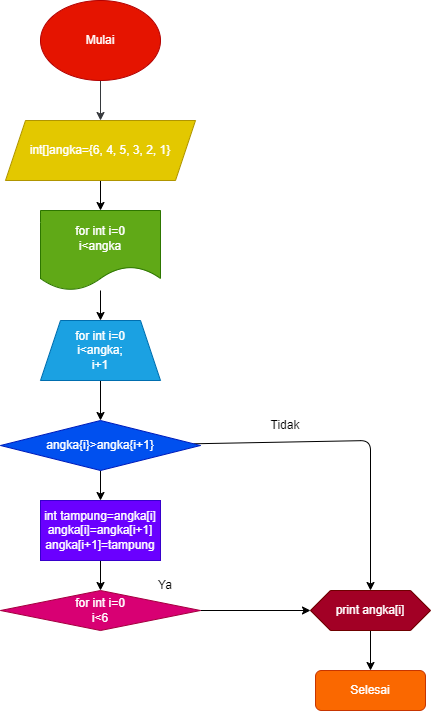 Mulai
int[]angka={6, 4, 5, 3, 2, 1}
for int i=0
i<angka
for int i=0
i<angka;
i+1
angka{i}>angka{i+1}
Tidak
int tampung=angka[i]
angka[i]=angka[i+1]
angka[i+1]=tampung
Ya
for int i=0
i<6
print angka[i]
Selesai